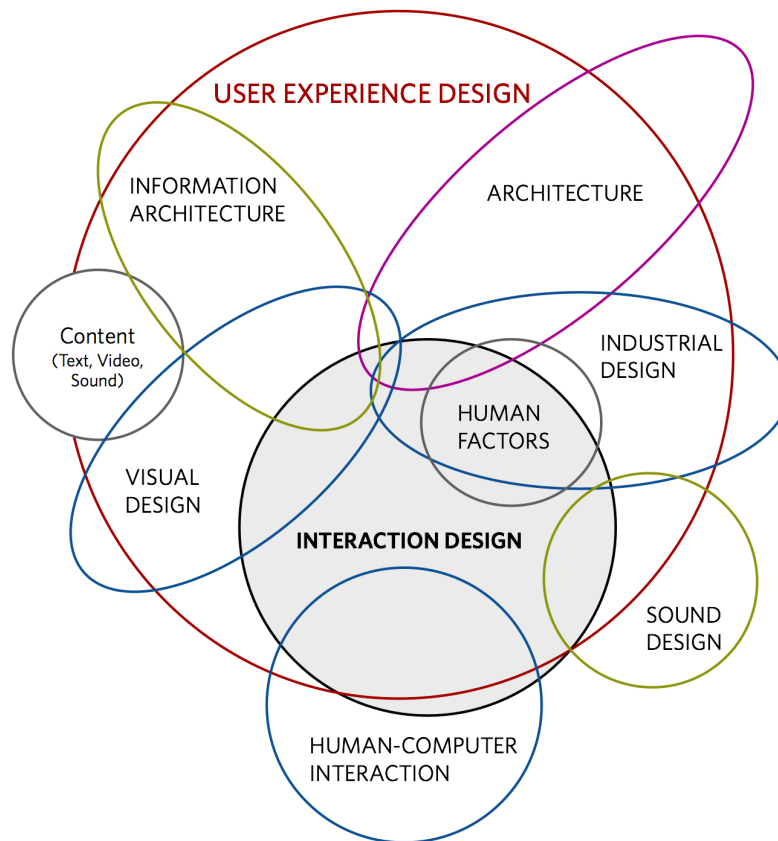 USER EXPERIENCE DESIGN
INFORMATION
ARCHITECTURE
ARCHITECTURE
Content
(Text, Video,
Sound)
INDUSTRIAL
DESIGN
HUMAN
FACTORS
VISUAL
DESIGN
INTERACTION DESIGN
SOUND
DESIGN
HUMAN-COMPUTER
INTERACTION